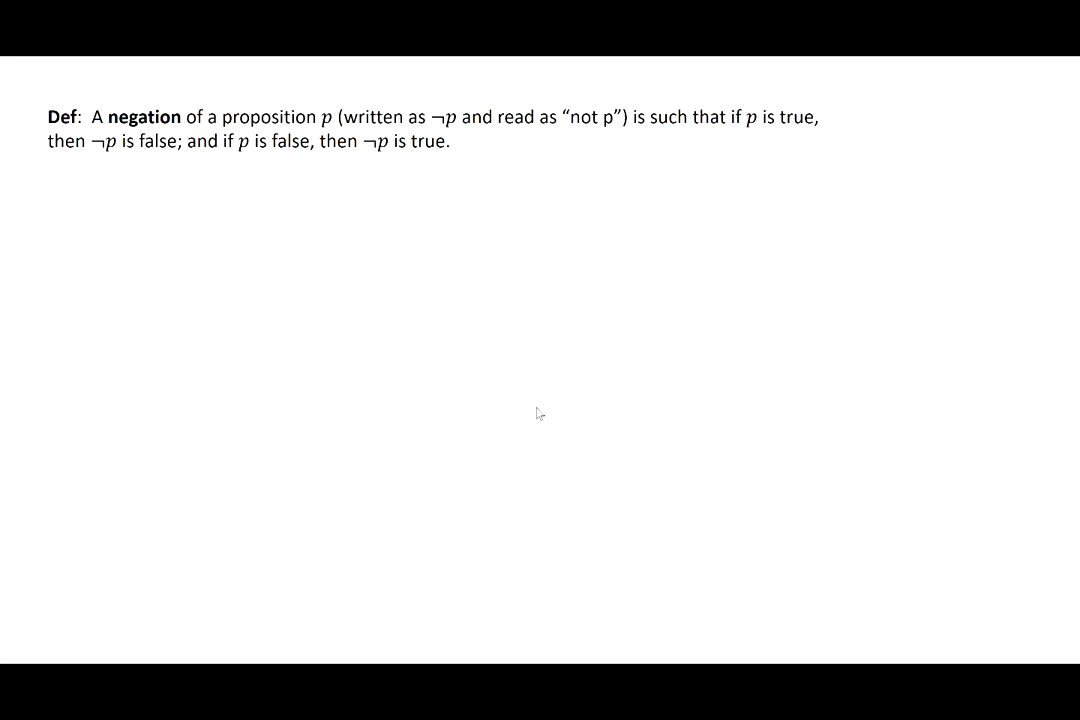 Def: A negation of a proposition p (written as ¬p and read as “not p”) is such that if p is true,
then ¬p is false; and if p is false, then ¬p is true.